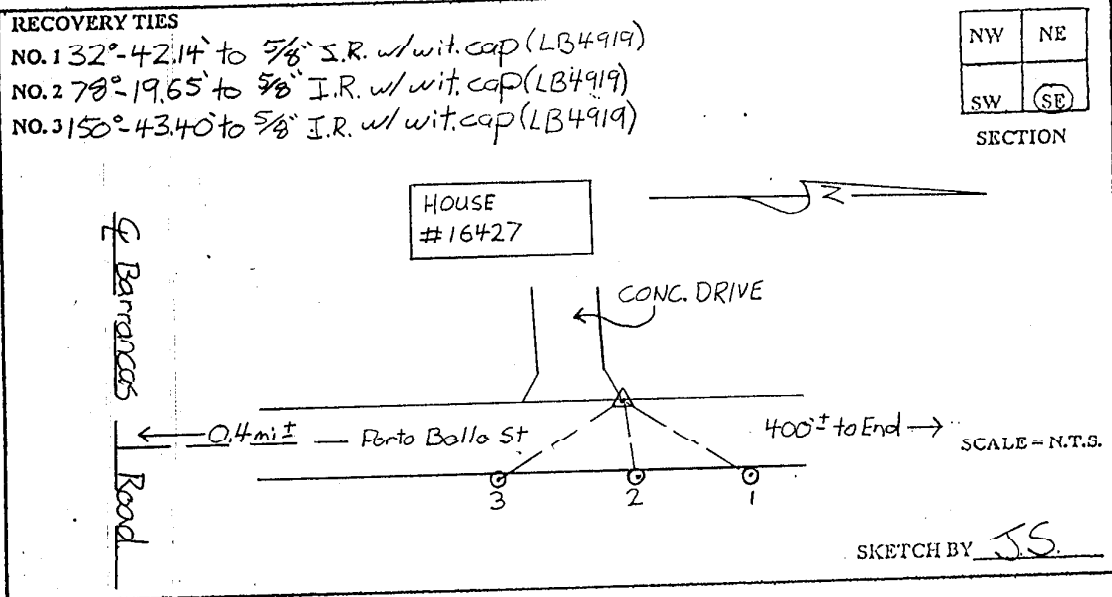 RECOVERY TIES
NO. 1 32°-42.14' to 5/8" I.R. w/wit.cap (LB4919)
NO. 2 78°-19.65' to 5/8" I.R. w/wit.cap (LB4919)
NO. 3 150°-43.40' to 5/8" I.R. w/wit.cap (LB4919)
NW NE
SW SE
SECTION
HOUSE
#16427
N
CONC. DRIVE
℄ Barrancas Road
0.4 mi ± Porto Bello St
400' ± to End
SCALE = N.T.S.
3 2 1
SKETCH BY J.S.